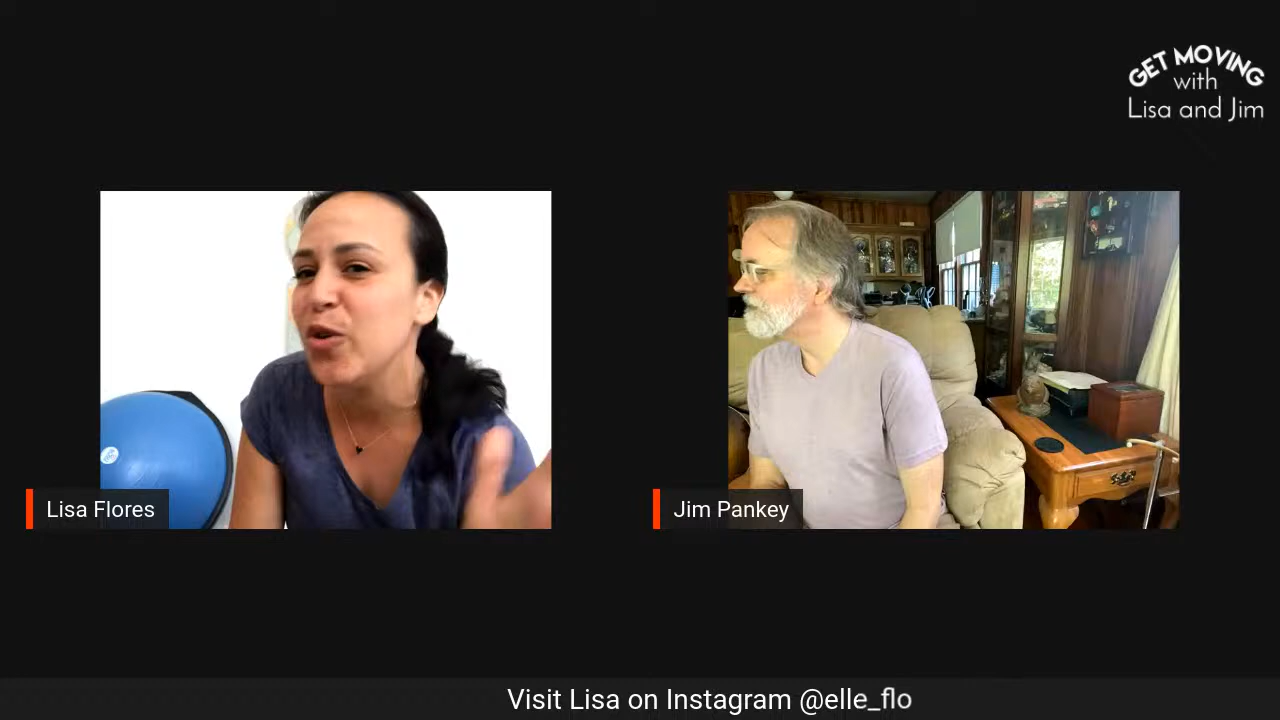 GET MOVING
with
Lisa and Jim
Lisa Flores
Jim Pankey
Visit Lisa on Instagram @elle_flo